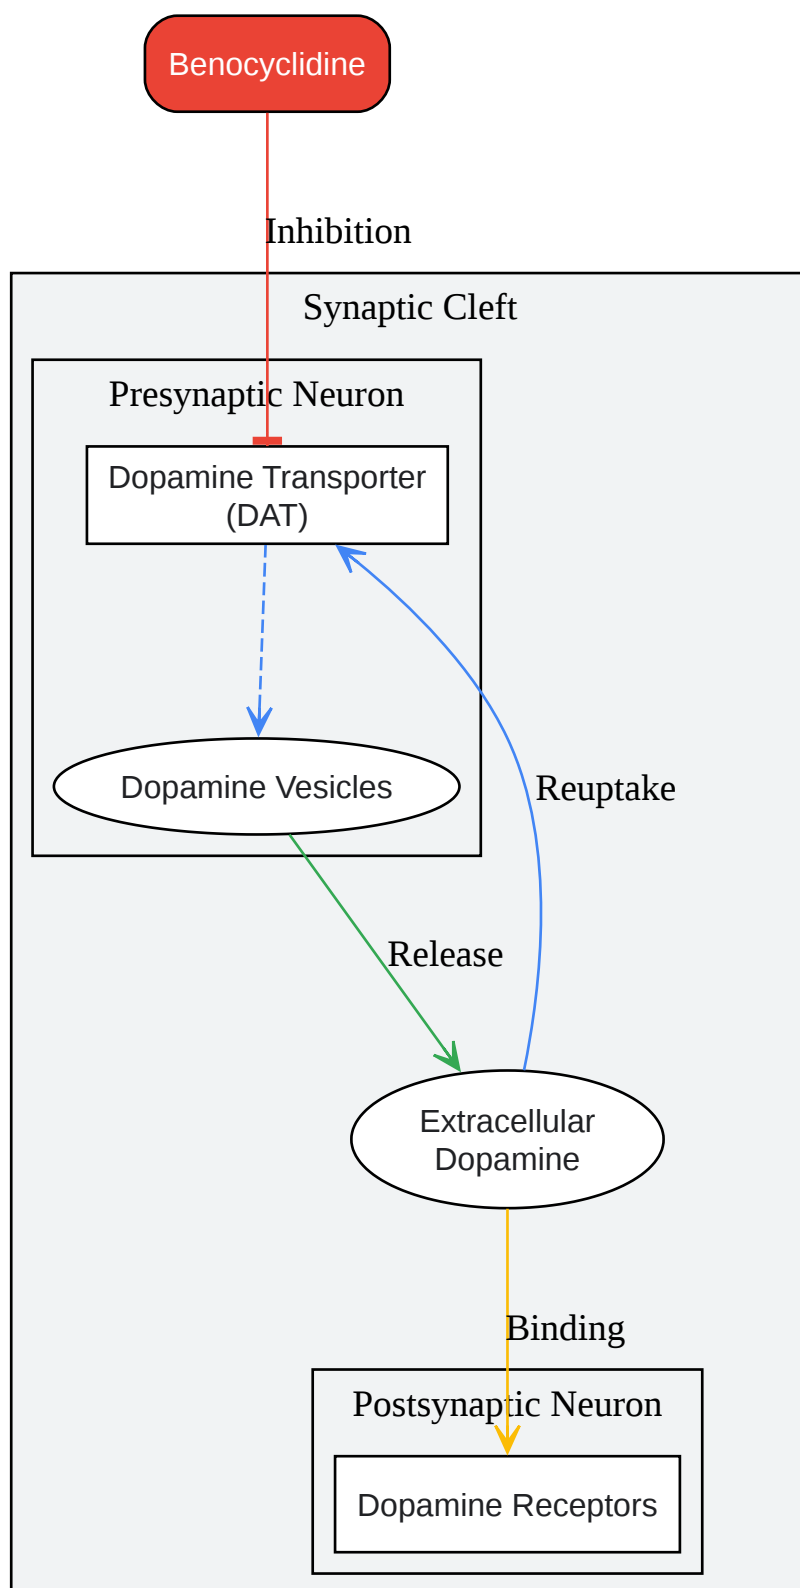 Benocyclidine
Inhibition
Synaptic Cleft
Presynaptic Neuron
Dopamine Transporter
(DAT)
Dopamine Vesicles
Reuptake
Release
Extracellular
Dopamine
Binding
Postsynaptic Neuron
Dopamine Receptors